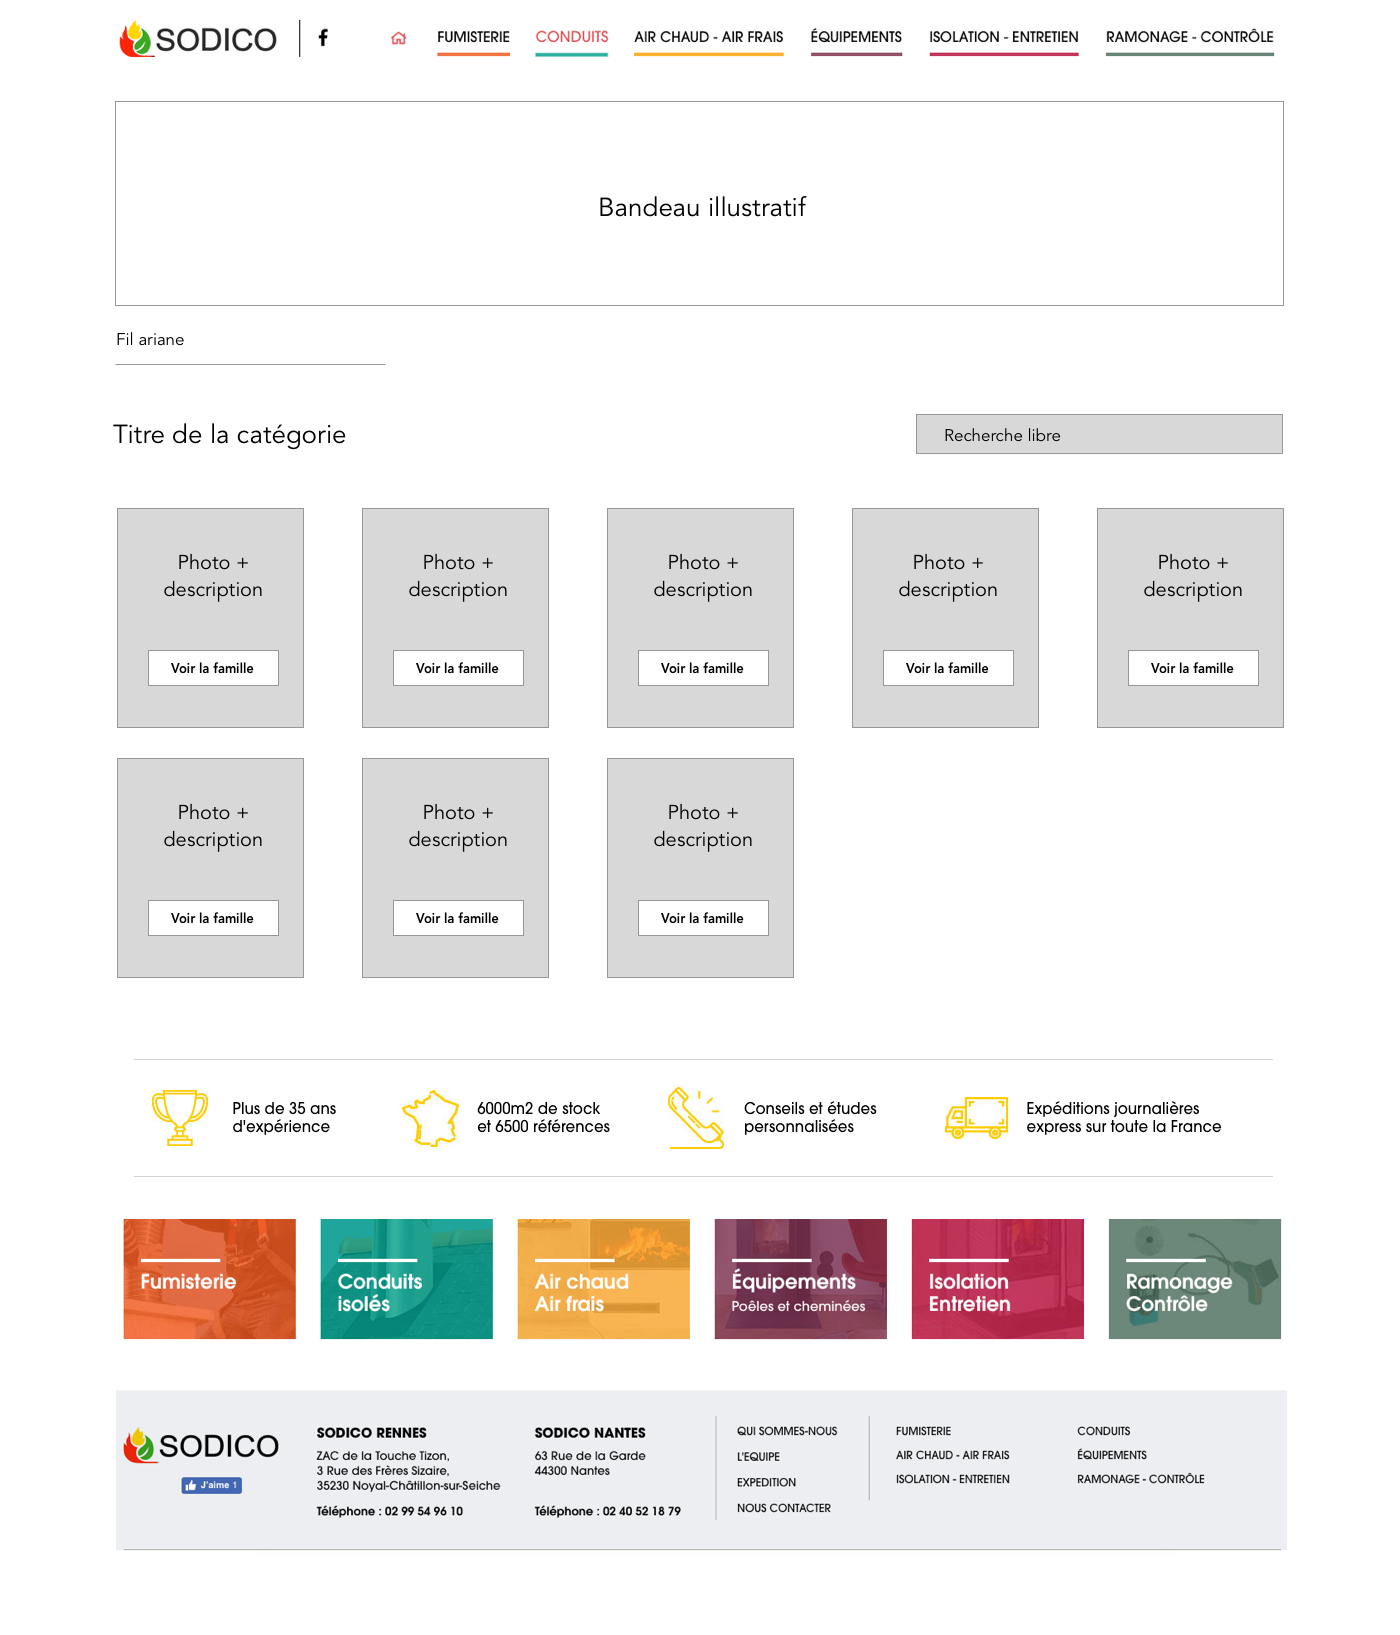 SODICO
FUMISTERIE
CONDUITS
AIR CHAUD - AIR FRAIS
ÉQUIPEMENTS
ISOLATION - ENTRETIEN
RAMONAGE - CONTRÔLE
Bandeau illustratif
Fil ariane
Titre de la catégorie
Recherche libre
Photo +
description
Voir la famille
Photo +
description
Voir la famille
Photo +
description
Voir la famille
Photo +
description
Voir la famille
Photo +
description
Voir la famille
Photo +
description
Voir la famille
Photo +
description
Voir la famille
Photo +
description
Voir la famille
Plus de 35 ans
d'expérience
6000m2 de stock
et 6500 références
Conseils et études
personnalisées
Expéditions journalières
express sur toute la France
Fumisterie
Conduits
isolés
Air chaud
Air frais
Équipements
Poêles et cheminées
Isolation
Entretien
Ramonage
Contrôle
SODICO
J'aime 1
SODICO RENNES
ZAC de la Touche Tizon,
3 Rue des Frères Sizaire,
35230 Noyal-Châtillon-sur-Seiche
Téléphone : 02 99 54 96 10
SODICO NANTES
63 Rue de la Garde
44300 Nantes
Téléphone : 02 40 52 18 79
QUI SOMMES-NOUS
L'EQUIPE
EXPEDITION
NOUS CONTACTER
FUMISTERIE
AIR CHAUD - AIR FRAIS
ISOLATION - ENTRETIEN
CONDUITS
ÉQUIPEMENTS
RAMONAGE - CONTRÔLE